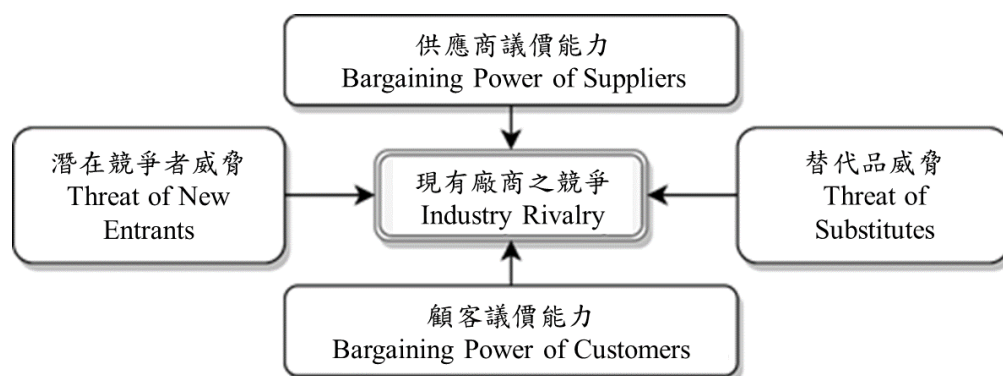 供應商議價能力
Bargaining Power of Suppliers
潛在競爭者威脅
Threat of New
Entrants
現有廠商之競爭
Industry Rivalry
替代品威脅
Threat of
Substitutes
顧客議價能力
Bargaining Power of Customers